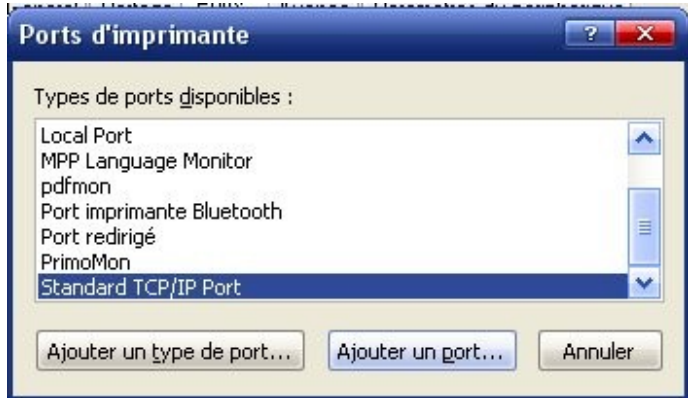 Ports d'imprimante
Types de ports disponibles :
Local Port
MPP Language Monitor
pdfmon
Port imprimante Bluetooth
Port redirigé
PrimoMon
Standard TCP/IP Port
Ajouter un type de port... Ajouter un port... Annuler